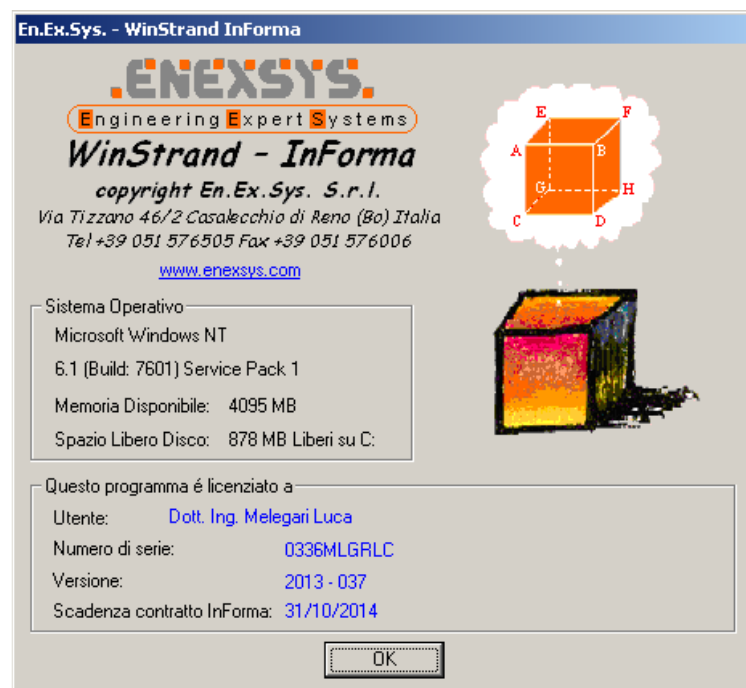 En.Ex.Sys. - WinStrand InForma
.ENEXSYS.
Engineering Expert Systems
WinStrand - InForma
copyright En.Ex.Sys. S.r.l.
Via Tizzano 46/2 Casalecchio di Reno (Bo) Italia
Tel +39 051 576505 Fax +39 051 576006
www.enexsys.com
E F
A B
G H
C D
Sistema Operativo
Microsoft Windows NT
6.1 (Build: 7601) Service Pack 1
Memoria Disponibile: 4095 MB
Spazio Libero Disco: 878 MB Liberi su C:
Questo programma é licenziato a
Utente: Dott. Ing. Melegari Luca
Numero di serie: 0336MLGRLC
Versione: 2013 - 037
Scadenza contratto InForma: 31/10/2014
OK